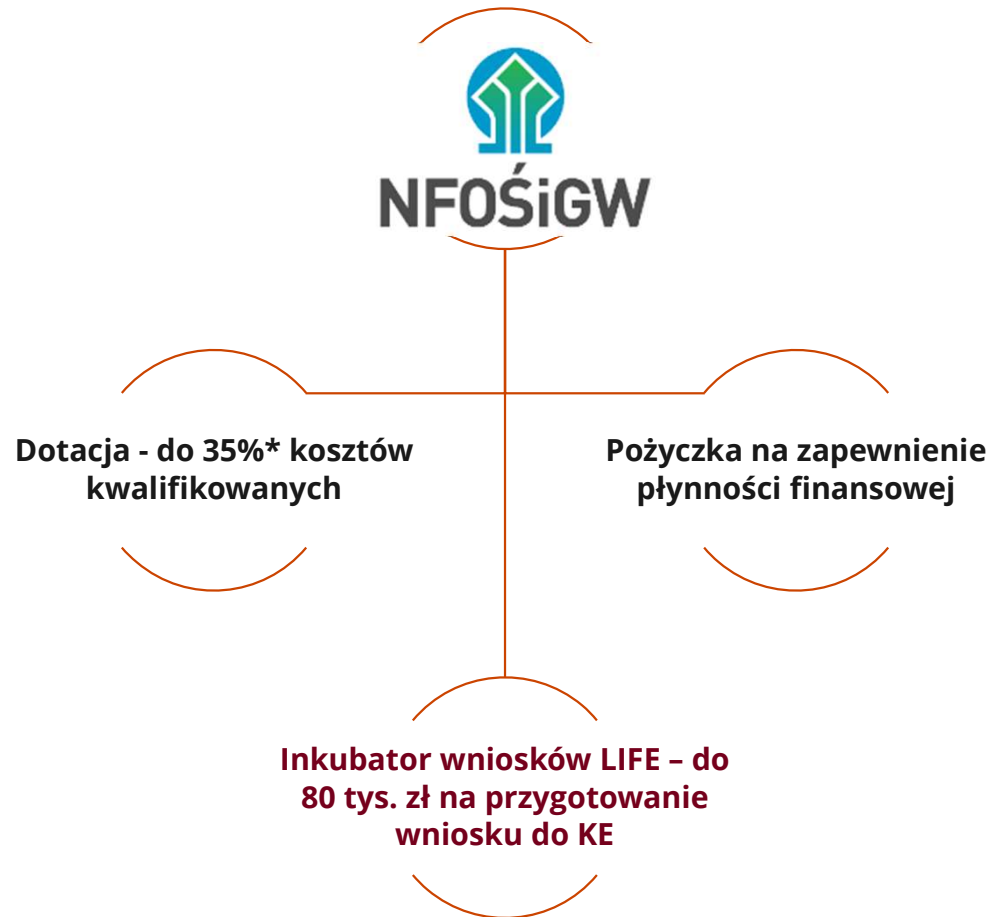 NFOŚiGW
Dotacja - do 35%* kosztów
kwalifikowanych
Pożyczka na zapewnienie
płynności finansowej
Inkubator wniosków LIFE – do
80 tys. zł na przygotowanie
wniosku do KE